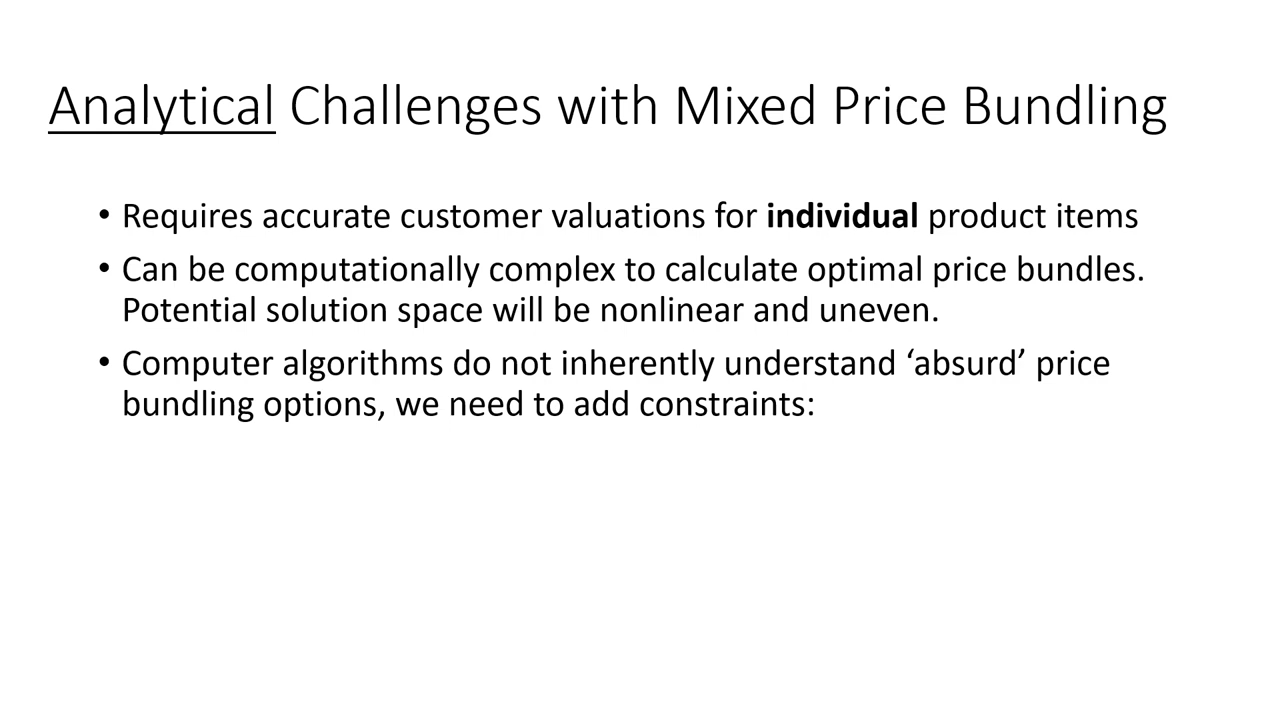 Analytical Challenges with Mixed Price Bundling
• Requires accurate customer valuations for individual product items
• Can be computationally complex to calculate optimal price bundles.
Potential solution space will be nonlinear and uneven.
• Computer algorithms do not inherently understand ‘absurd’ price
bundling options, we need to add constraints: